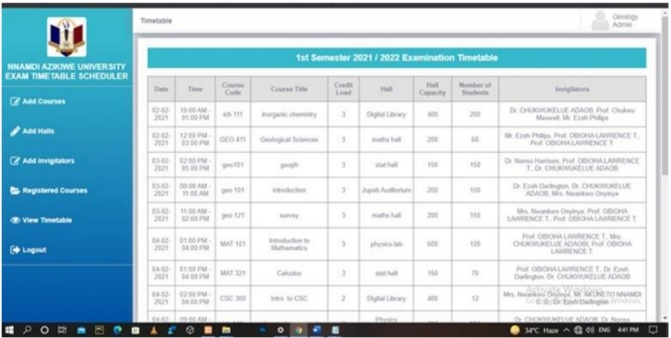 Timetable
Geology
Admin
NNAMDI AZIKIWE UNIVERSITY
EXAM TIMETABLE SCHEDULER
Add Courses
Add Halls
Add Invigilators
Registered Courses
View Timetable
Logout
1st Semester 2021 / 2022 Examination Timetable
Date Time Course Code Course Title Credit Load Hall Hall Capacity Number of Students Invigilators
02-02-2021 10:00 AM - 01:00 PM ich 111 inorganic chemistry 3 Digital Library 400 200 Dr. CHUKWUKELUE ADAOB, Prof. Chukwu Maxwell, Mr. Ezeh Philips
02-02-2021 12:00 PM - 03:00 PM GEO 411 Geological Sciences 3 maths hall 200 60 Mr. Ezeh Philips, Prof. OBIOHA LAWRENCE T., Prof. OBIOHA LAWRENCE T.
03-02-2021 02:00 PM - 05:00 PM geo101 geoph 3 stat hall 150 150 Dr. Nonso Harrison, Prof. OBIOHA LAWRENCE T., Dr. CHUKWUKELUE ADAOB
03-02-2021 08:00 AM - 11:00 AM geo 101 introduction 3 Jupeb Auditorium 200 150 Dr. Ezeh Darlington, Dr. CHUKWUKELUE ADAOB, Mrs. Nwankwo Onyinye
03-02-2021 11:00 AM - 02:00 PM geo 121 survey 3 maths hall 200 150 Mrs. Nwankwo Onyinye, Prof. OBIOHA LAWRENCE T., Prof. OBIOHA LAWRENCE T.
04-02-2021 01:00 PM - 04:00 PM MAT 101 Introduction to Mathematics 3 physics lab 600 120 Prof. OBIOHA LAWRENCE T., Mrs. CHUKWUKELUE ADAOBI, Prof. OBIOHA LAWRENCE T.
04-02-2021 01:00 PM - 04:00 PM MAT 321 Calculus 3 stat hall 150 70 Prof. OBIOHA LAWRENCE T., Dr. Ezeh Darlington, Dr. CHUKWUKELUE ADAOB
04-02-2021 02:00 PM - 04:00 PM CSC 300 Intro. to CSC 2 Digital Library 400 12 Mrs. Nwankwo Onyinye, Mr. AKUNETO NNAMDI C.S., Dr. Ezeh Darlington
Activate Windows
04-02- 09:00 AM - Physics Dr. CHUKWUKELUE ADAOB, Dr. Nonso
34°C Haze ENG 4:41 PM